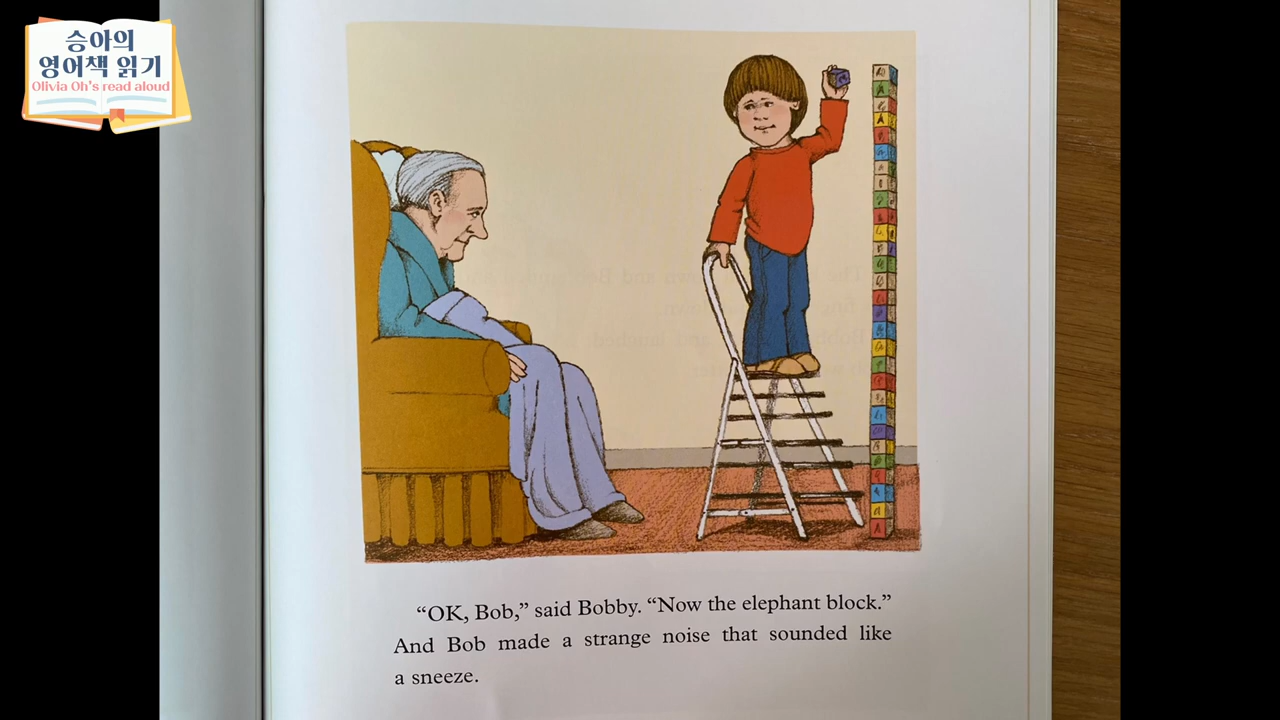 승아의
영어책 읽기
Olivia Oh's read aloud
“OK, Bob,” said Bobby. “Now the elephant block.”
And Bob made a strange noise that sounded like
a sneeze.